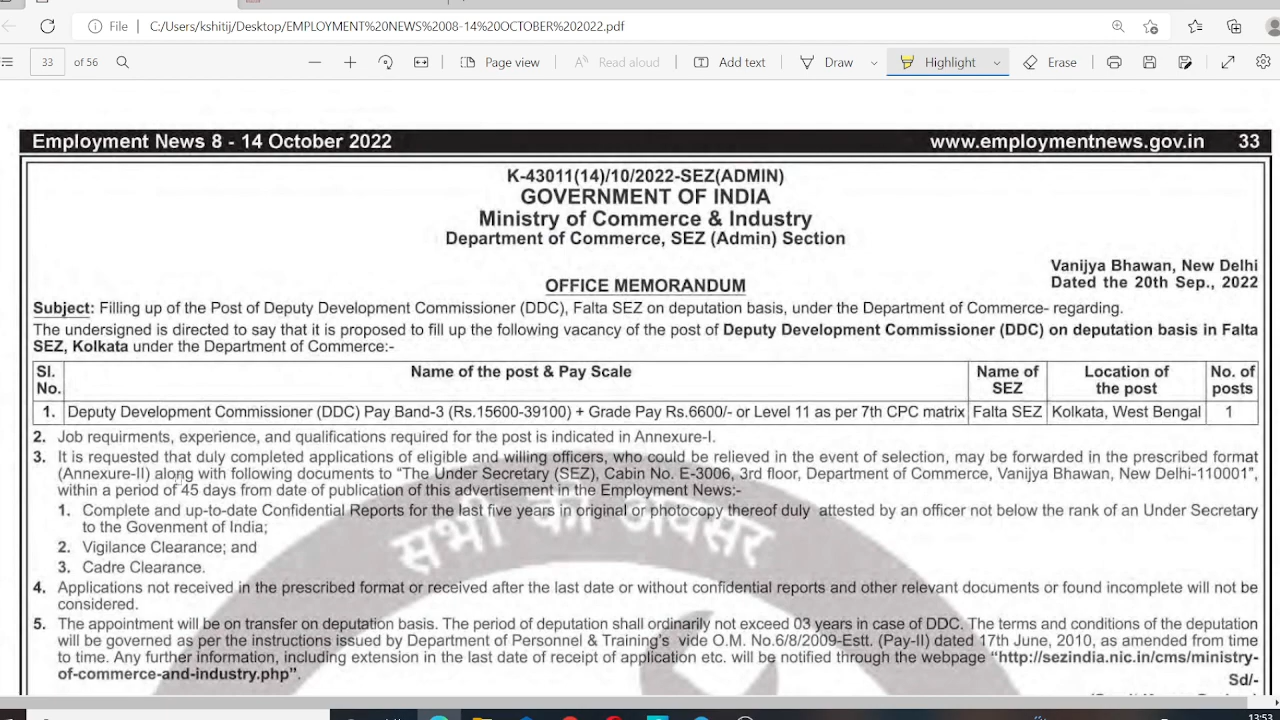 File
C:/Users/kshitij/Desktop/EMPLOYMENT%20NEWS%2008-14%20OCTOBER%202022.pdf
33 of 56 Page view Read aloud Add text Draw Highlight Erase
Employment News 8 - 14 October 2022 www.employmentnews.gov.in 33
K-43011(14)/10/2022-SEZ(ADMIN)
GOVERNMENT OF INDIA
Ministry of Commerce & Industry
Department of Commerce, SEZ (Admin) Section
Vanijya Bhawan, New Delhi
Dated the 20th Sep., 2022
OFFICE MEMORANDUM
Subject: Filling up of the Post of Deputy Development Commissioner (DDC), Falta SEZ on deputation basis, under the Department of Commerce- regarding.
The undersigned is directed to say that it is proposed to fill up the following vacancy of the post of Deputy Development Commissioner (DDC) on deputation basis in Falta
SEZ, Kolkata under the Department of Commerce:-
Sl. No. Name of the post & Pay Scale Name of SEZ Location of the post No. of posts
1. Deputy Development Commissioner (DDC) Pay Band-3 (Rs.15600-39100) + Grade Pay Rs.6600/- or Level 11 as per 7th CPC matrix Falta SEZ Kolkata, West Bengal 1
2. Job requirments, experience, and qualifications required for the post is indicated in Annexure-I.
3. It is requested that duly completed applications of eligible and willing officers, who could be relieved in the event of selection, may be forwarded in the prescribed format
(Annexure-II) along with following documents to “The Under Secretary (SEZ), Cabin No. E-3006, 3rd floor, Department of Commerce, Vanijya Bhawan, New Delhi-110001”,
within a period of 45 days from date of publication of this advertisement in the Employment News:-
1. Complete and up-to-date Confidential Reports for the last five years in original or photocopy thereof duly attested by an officer not below the rank of an Under Secretary
to the Govenment of India;
2. Vigilance Clearance; and
3. Cadre Clearance.
सभी को अवसर
4. Applications not received in the prescribed format or received after the last date or without confidential reports and other relevant documents or found incomplete will not be
considered.
5. The appointment will be on transfer on deputation basis. The period of deputation shall ordinarily not exceed 03 years in case of DDC. The terms and conditions of the deputation
will be governed as per the instructions issued by Department of Personnel & Training's vide O.M. No.6/8/2009-Estt. (Pay-II) dated 17th June, 2010, as amended from time
to time. Any further information, including extension in the last date of receipt of application etc. will be notified through the webpage "http://sezindia.nic.in/cms/ministry-
of-commerce-and-industry.php".
Sd/-
13:53